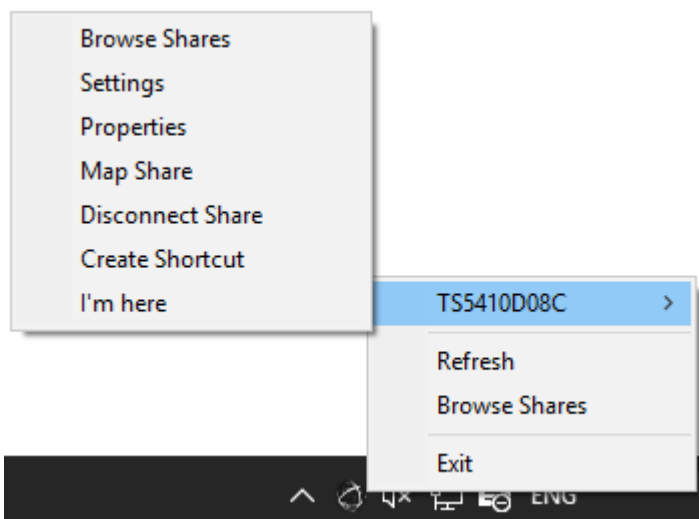 Browse Shares
Settings
Properties
Map Share
Disconnect Share
Create Shortcut
I'm here
TS5410D08C
Refresh
Browse Shares
Exit
ENG